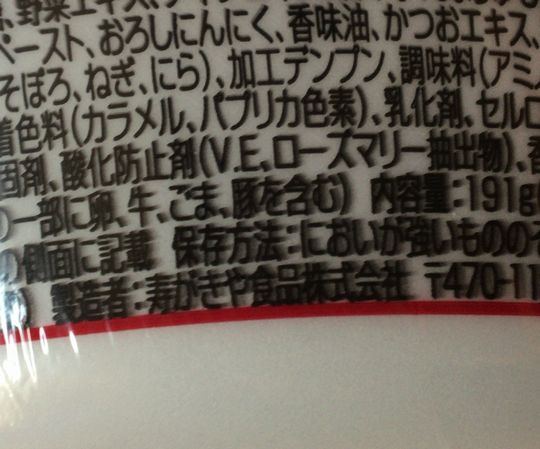 野菜エキス、
ペースト、おろしにんにく、香味油、かつおエキス、
そぼろ、ねぎ、にら)、加工デンプン、調味料(アミ
着色料(カラメル、パプリカ色素)、乳化剤、セルロ
固剤、酸化防止剤(VE、ローズマリー抽出物)、
の一部に卵、牛、ごま、豚を含む) 内容量:191g
の側面に記載 保存方法:においが強いものの
製造者:寿がきや食品株式会社 〒470-11